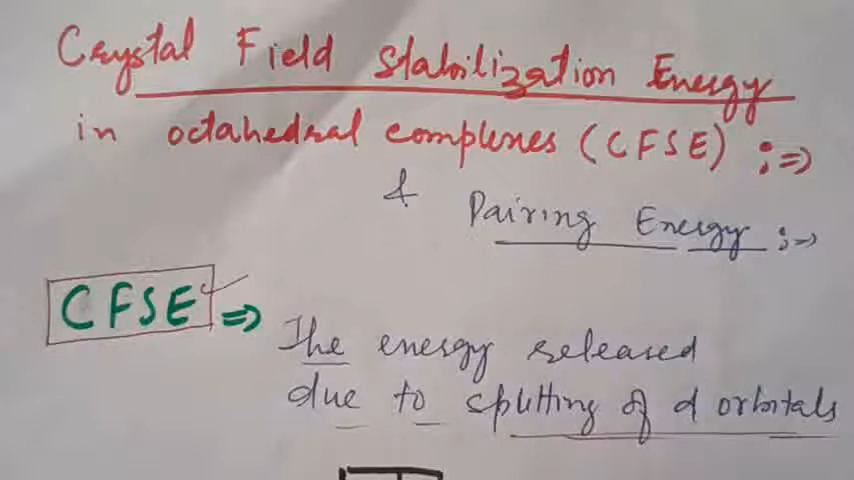 Crystal Field Stabilization Energy
in octahedral complexes (CFSE) ;⇒
& Pairing Energy ;→
CFSE ⇒ The energy released
due to splitting of d orbitals